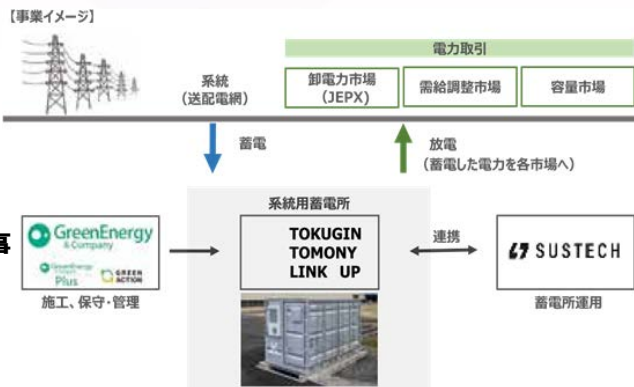 【事業イメージ】
電力取引
系統
(送配電網)
卸電力市場
(JEPX)
需給調整市場
容量市場
蓄電
放電
(蓄電した電力を各市場へ)
系統用蓄電所
事
GreenEnergy
& Company
GreenEnergy
Plus
GREEN
ACTION
施工、保守・管理
TOKUGIN
TOMONY
LINK UP
連携
SUSTECH
蓄電所運用